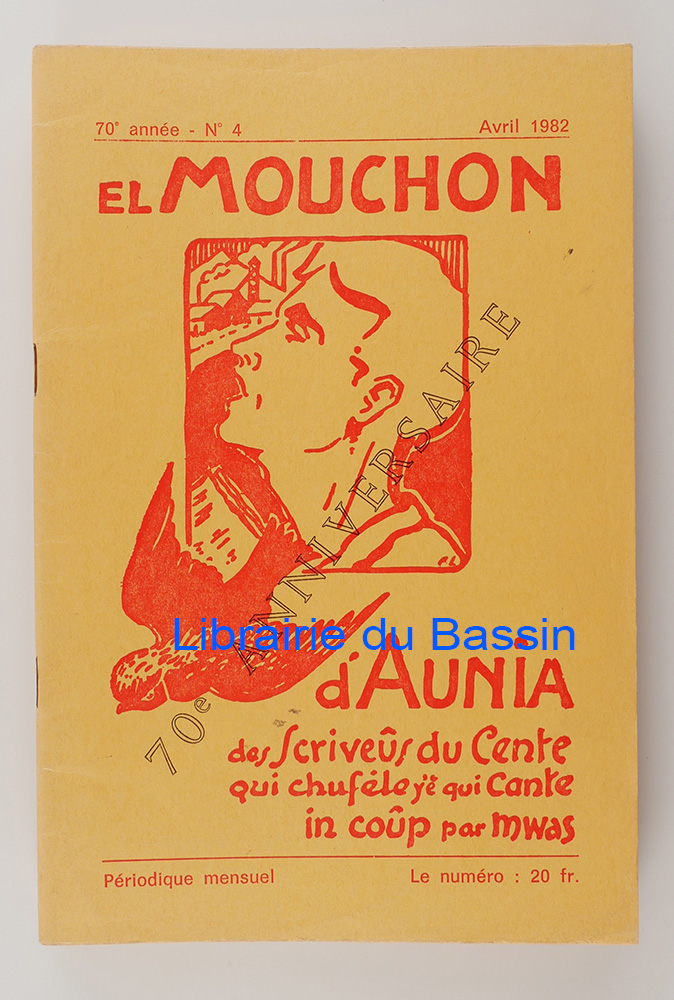 70e année - N° 4
Avril 1982
EL MOUCHON
70e ANNIVERSAIRE
Librairie du Bassin
d'AUNIA
des Scriveûs du Cente
qui chufèle yè qui Cante
in coûp par mwas
Périodique mensuel
Le numéro : 20 fr.